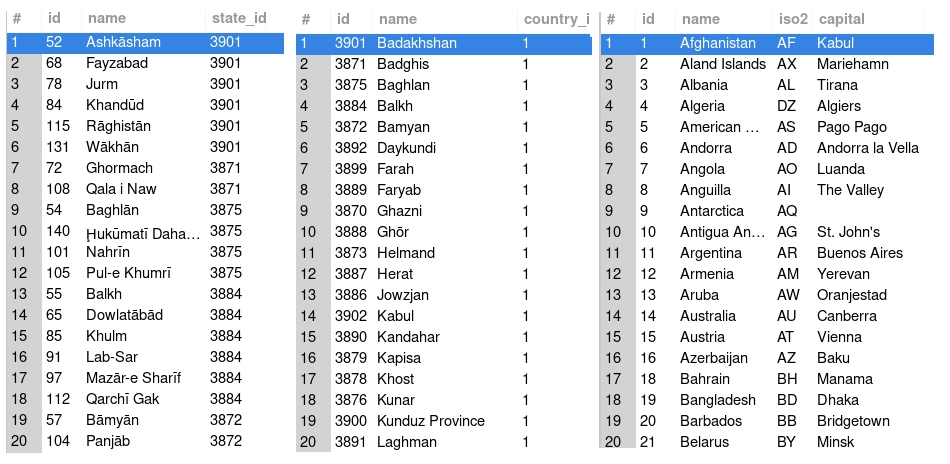 # id name state_id # id name country_i # id name iso2 capital
1 52 Ashkāsham 3901 1 3901 Badakhshan 1 1 1 Afghanistan AF Kabul
2 68 Fayzabad 3901 2 3871 Badghis 1 2 2 Aland Islands AX Mariehamn
3 78 Jurm 3901 3 3875 Baghlan 1 3 3 Albania AL Tirana
4 84 Khandūd 3901 4 3884 Balkh 1 4 4 Algeria DZ Algiers
5 115 Rāghistān 3901 5 3872 Bamyan 1 5 5 American ... AS Pago Pago
6 131 Wākhān 3901 6 3892 Daykundi 1 6 6 Andorra AD Andorra la Vella
7 72 Ghormach 3871 7 3899 Farah 1 7 7 Angola AO Luanda
8 108 Qala i Naw 3871 8 3889 Faryab 1 8 8 Anguilla AI The Valley
9 54 Baghlān 3875 9 3870 Ghazni 1 9 9 Antarctica AQ
10 140 Ḩukūmatī Daha... 3875 10 3888 Ghōr 1 10 10 Antigua An... AG St. John's
11 101 Nahrīn 3875 11 3873 Helmand 1 11 11 Argentina AR Buenos Aires
12 105 Pul-e Khumrī 3875 12 3887 Herat 1 12 12 Armenia AM Yerevan
13 55 Balkh 3884 13 3886 Jowzjan 1 13 13 Aruba AW Oranjestad
14 65 Dowlatābād 3884 14 3902 Kabul 1 14 14 Australia AU Canberra
15 85 Khulm 3884 15 3890 Kandahar 1 15 15 Austria AT Vienna
16 91 Lab-Sar 3884 16 3879 Kapisa 1 16 16 Azerbaijan AZ Baku
17 97 Mazār-e Sharīf 3884 17 3878 Khost 1 17 18 Bahrain BH Manama
18 112 Qarchī Gak 3884 18 3876 Kunar 1 18 19 Bangladesh BD Dhaka
19 57 Bāmyān 3872 19 3900 Kunduz Province 1 19 20 Barbados BB Bridgetown
20 104 Panjāb 3872 20 3891 Laghman 1 20 21 Belarus BY Minsk